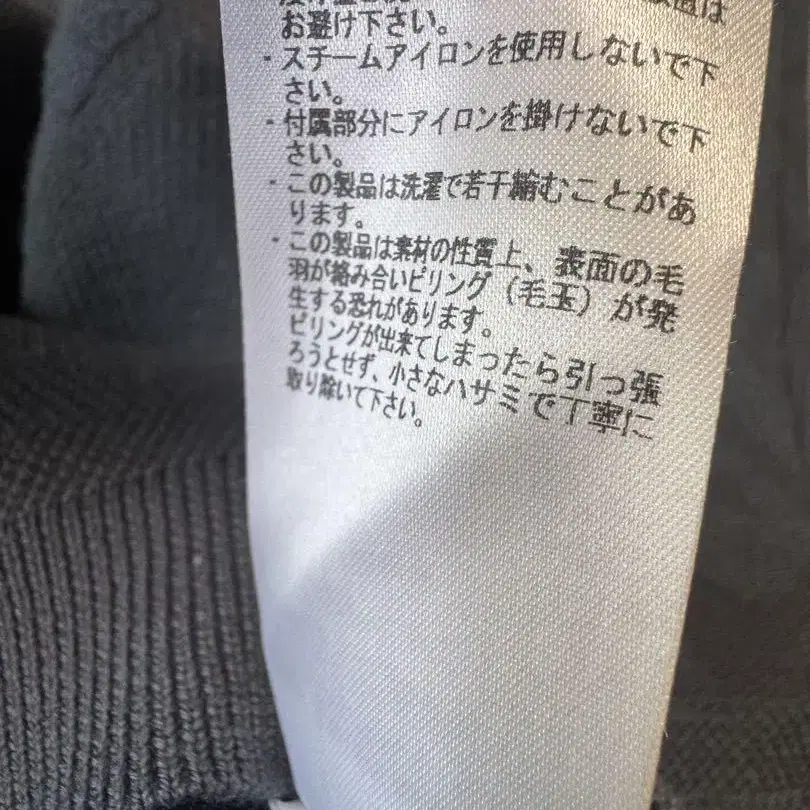 お避け下さい。
・スチームアイロンを使用しないで下
さい。
・付属部分にアイロンを掛けないで下
さい。
・この製品は洗濯で若干縮むことがあ
ります。
・この製品は素材の性質上、表面の毛
羽が絡み合いピリング（毛玉）が発
生する恐れがあります。
ピリングが出来てしまったら引っ張
ろうとせず、小さなハサミで丁寧に
取り除いて下さい。